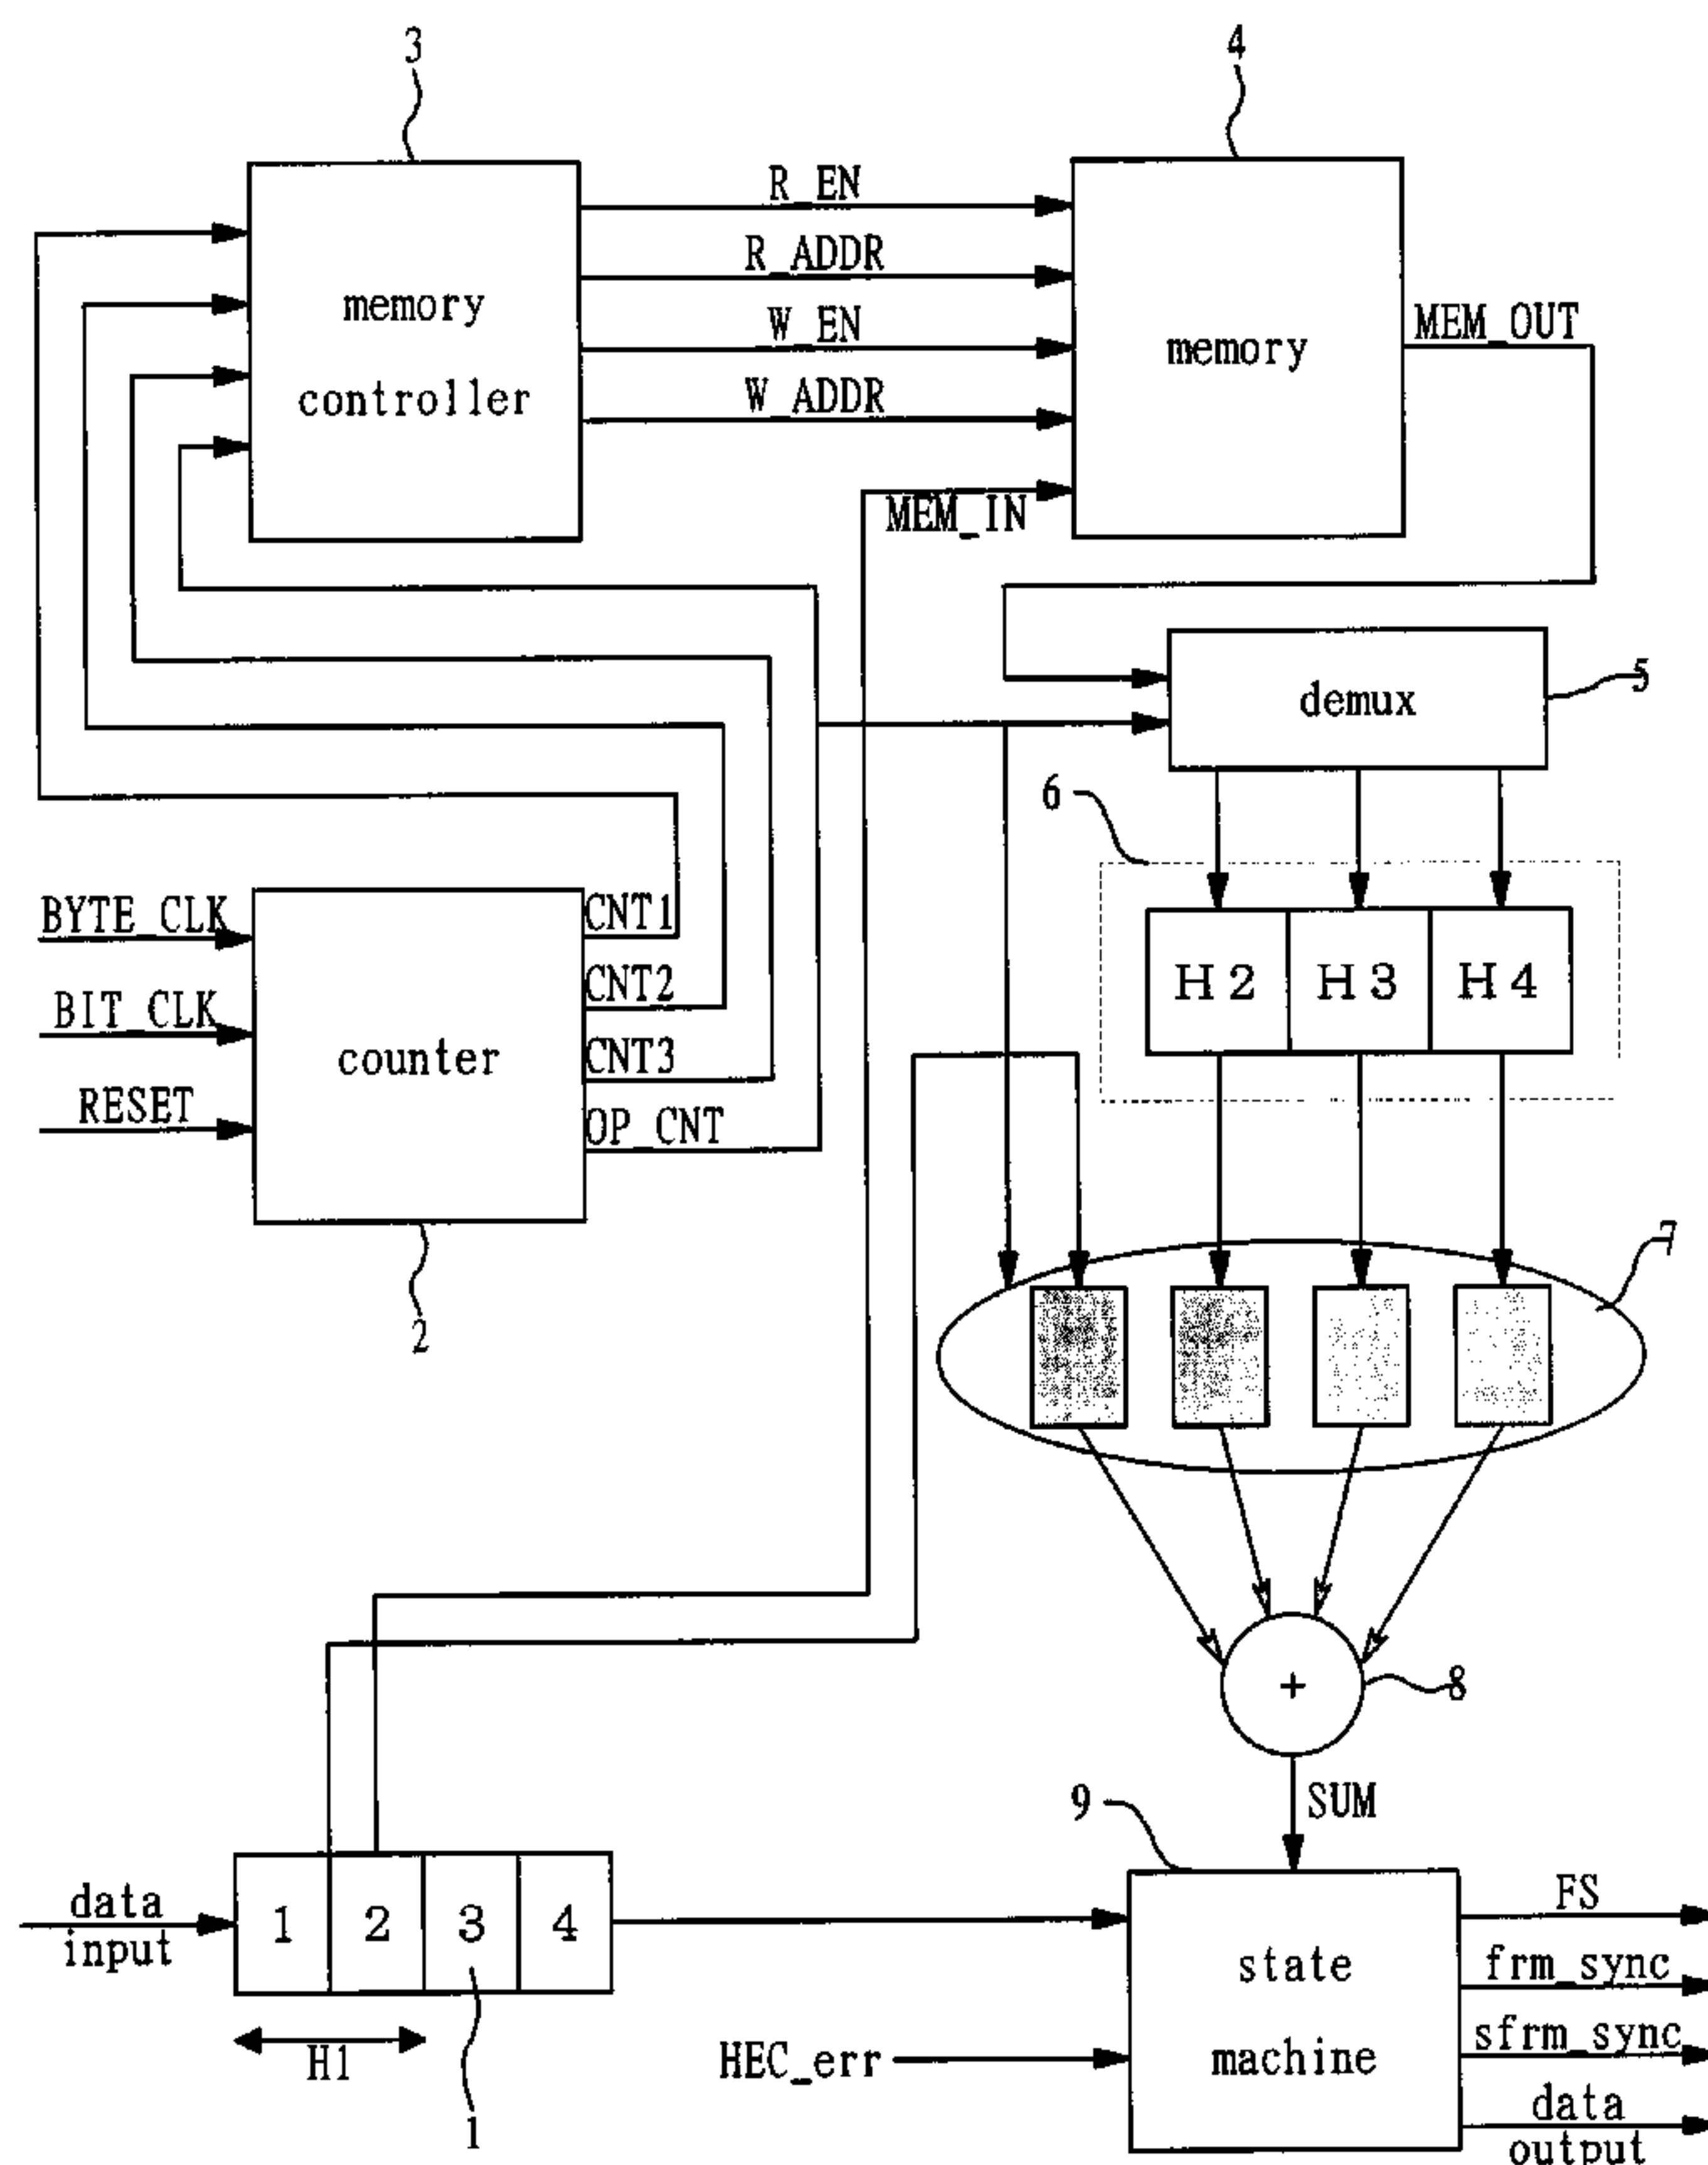 3
4
R_EN
R_ADDR
W_EN
W_ADDR
MEM_IN
memory
controller
memory
MEM_OUT
demux
5
6
H2 H3 H4
BYTE_CLK
BIT_CLK
RESET
counter
CNT1
CNT2
CNT3
OP_CNT
2
7
+
8
SUM
9
data
input
1 2 3 4
H1
1
HEC_err
state
machine
FS
frm_sync
sfrm_sync
data
output